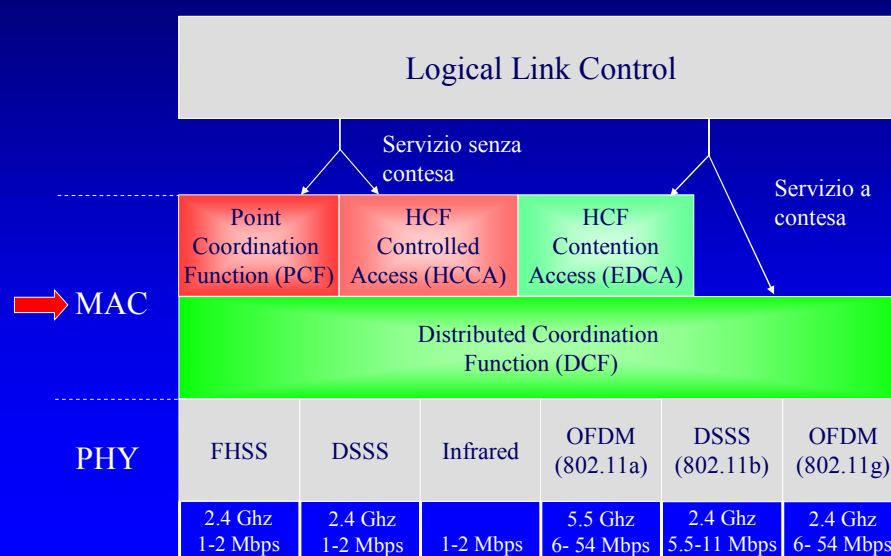 Logical Link Control
Servizio senza
contesa
Servizio a
contesa
Point
Coordination
Function (PCF)
HCF
Controlled
Access (HCCA)
HCF
Contention
Access (EDCA)
MAC
Distributed Coordination
Function (DCF)
PHY
FHSS
DSSS
Infrared
OFDM
(802.11a)
DSSS
(802.11b)
OFDM
(802.11g)
2.4 Ghz
1-2 Mbps
2.4 Ghz
1-2 Mbps
1-2 Mbps
5.5 Ghz
6- 54 Mbps
2.4 Ghz
5.5-11 Mbps
2.4 Ghz
6- 54 Mbps